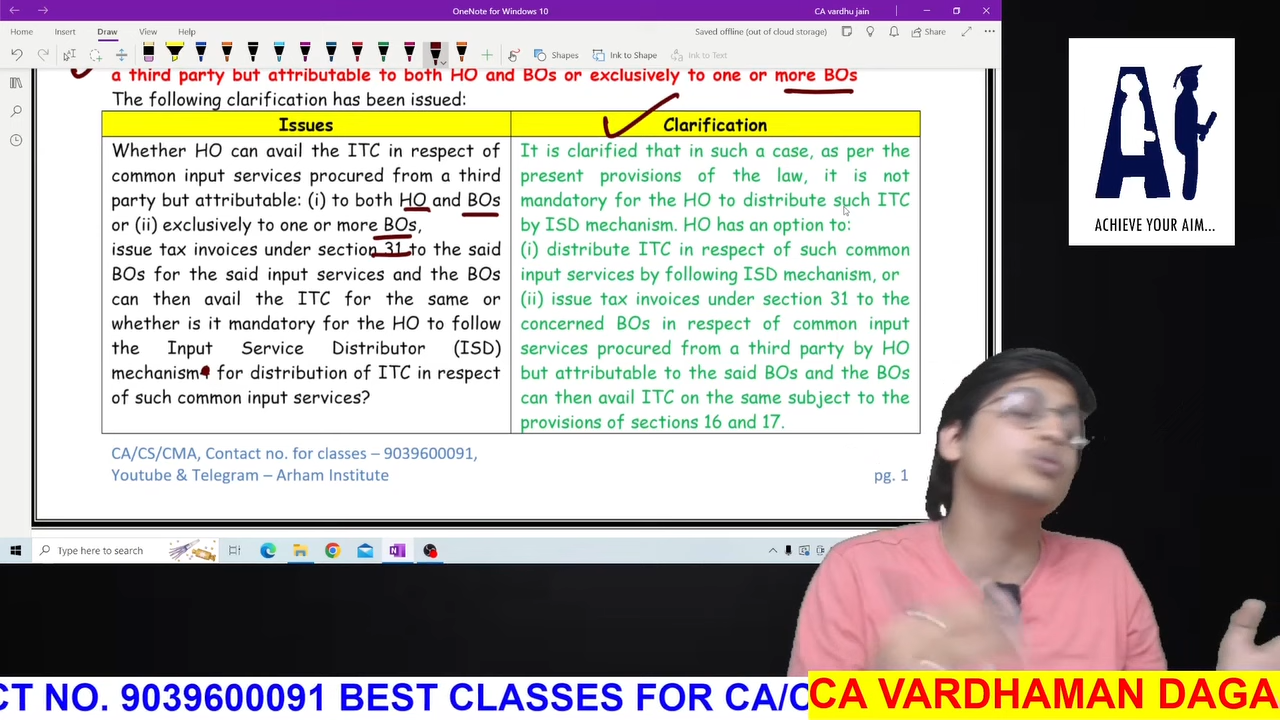 OneNote for Windows 10
CA vardhu jain
Home Insert Draw View Help
Saved offline (out of cloud storage) Share
Shapes Ink to Shape Ink to Text
a third party but attributable to both HO and BOs or exclusively to one or more BOs
The following clarification has been issued:
Issues
Whether HO can avail the ITC in respect of
common input services procured from a third
party but attributable: (i) to both HO and BOs
or (ii) exclusively to one or more BOs,
issue tax invoices under section 31 to the said
BOs for the said input services and the BOs
can then avail the ITC for the same or
whether is it mandatory for the HO to follow
the Input Service Distributor (ISD)
mechanism for distribution of ITC in respect
of such common input services?
Clarification
It is clarified that in such a case, as per the
present provisions of the law, it is not
mandatory for the HO to distribute such ITC
by ISD mechanism. HO has an option to:
(i) distribute ITC in respect of such common
input services by following ISD mechanism, or
(ii) issue tax invoices under section 31 to the
concerned BOs in respect of common input
services procured from a third party by HO
but attributable to the said BOs and the BOs
can then avail ITC on the same subject to the
provisions of sections 16 and 17.
CA/CS/CMA, Contact no. for classes – 9039600091,
Youtube & Telegram – Arham Institute
pg. 1
Type here to search
A
ACHIEVE YOUR AIM...
CT NO. 9039600091 BEST CLASSES FOR CA/C
CA VARDHAMAN DAGA